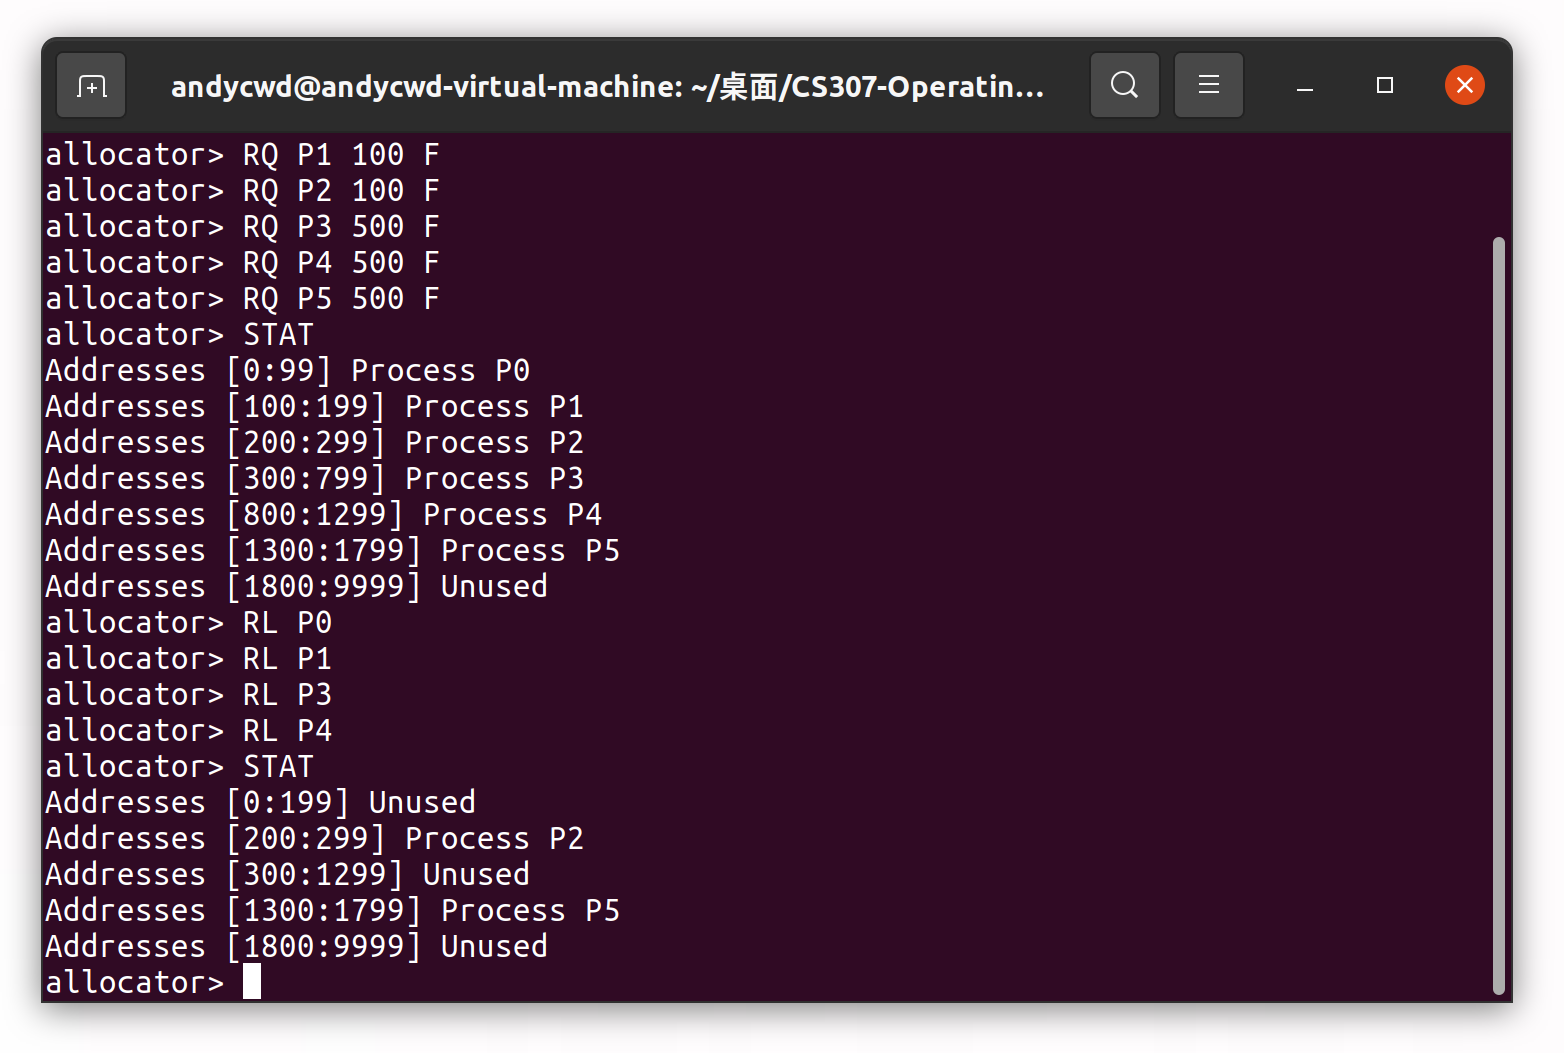 andycwd@andycwd-virtual-machine: ~/桌面/CS307-Operatin...
allocator> RQ P1 100 F
allocator> RQ P2 100 F
allocator> RQ P3 500 F
allocator> RQ P4 500 F
allocator> RQ P5 500 F
allocator> STAT
Addresses [0:99] Process P0
Addresses [100:199] Process P1
Addresses [200:299] Process P2
Addresses [300:799] Process P3
Addresses [800:1299] Process P4
Addresses [1300:1799] Process P5
Addresses [1800:9999] Unused
allocator> RL P0
allocator> RL P1
allocator> RL P3
allocator> RL P4
allocator> STAT
Addresses [0:199] Unused
Addresses [200:299] Process P2
Addresses [300:1299] Unused
Addresses [1300:1799] Process P5
Addresses [1800:9999] Unused
allocator>